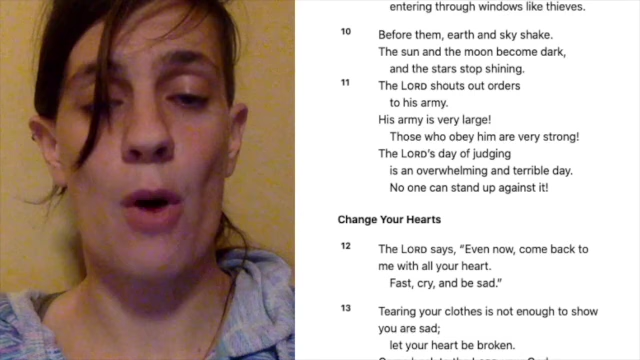 entering through windows like thieves.
10 Before them, earth and sky shake.
The sun and the moon become dark,
and the stars stop shining.
11 The LORD shouts out orders
to his army.
His army is very large!
Those who obey him are very strong!
The LORD's day of judging
is an overwhelming and terrible day.
No one can stand up against it!
Change Your Hearts
12 The LORD says, “Even now, come back to
me with all your heart.
Fast, cry, and be sad.”
13 Tearing your clothes is not enough to show
you are sad;
let your heart be broken.